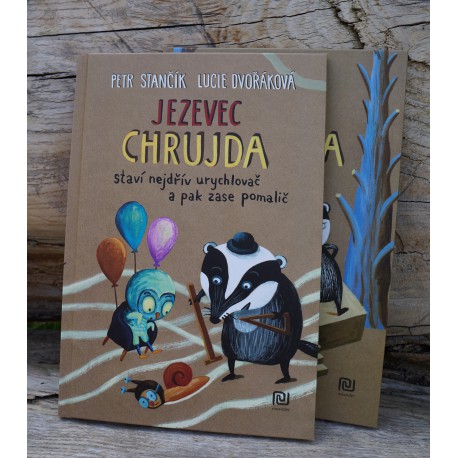 PETR STANČÍK LUCIE DVOŘÁKOVÁ
JEZEVEC
CHRUJDA
staví nejdřív urychlovač
a pak zase pomalič
A